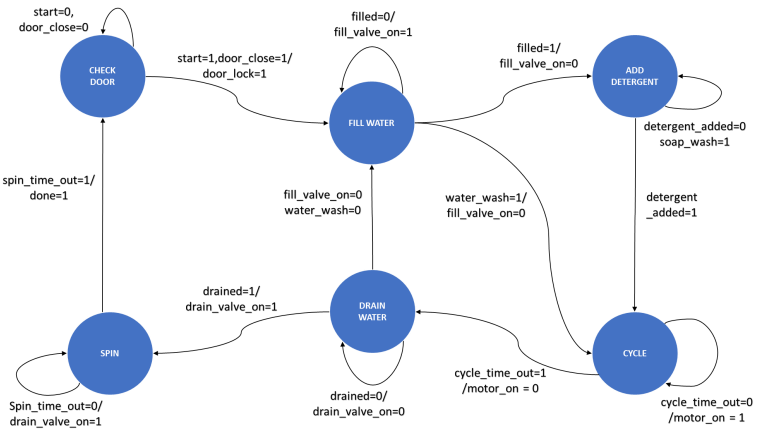 start=0,
door_close=0
CHECK
DOOR
start=1,door_close=1/
door_lock=1
filled=0/
fill_valve_on=1
FILL WATER
filled=1/
fill_valve_on=0
ADD
DETERGENT
detergent_added=0
soap_wash=1
spin_time_out=1/
done=1
fill_valve_on=0
water_wash=0
water_wash=1/
fill_valve_on=0
detergent
_added=1
drained=1/
drain_valve_on=1
DRAIN
WATER
SPIN
CYCLE
Spin_time_out=0/
drain_valve_on=1
drained=0/
drain_valve_on=0
cycle_time_out=1
/motor_on = 0
cycle_time_out=0
/motor_on = 1